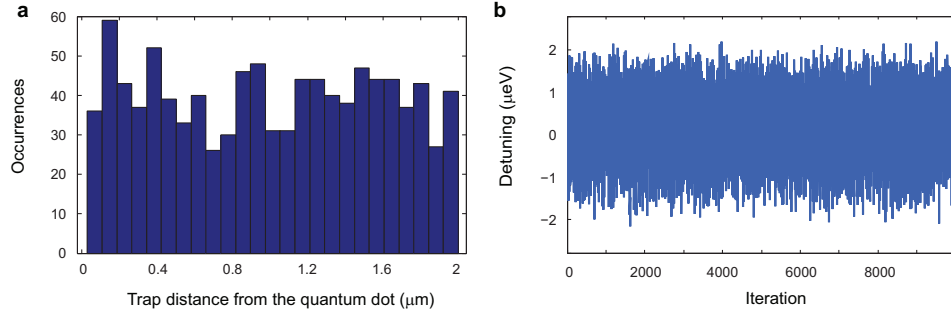 a
60
50
40
30
20
10
0
Occurrences
0 0.4 0.8 1.2 1.6 2
Trap distance from the quantum dot (μm)
b
2
1
0
−1
−2
Detuning (μeV)
0 2000 4000 6000 8000
Iteration